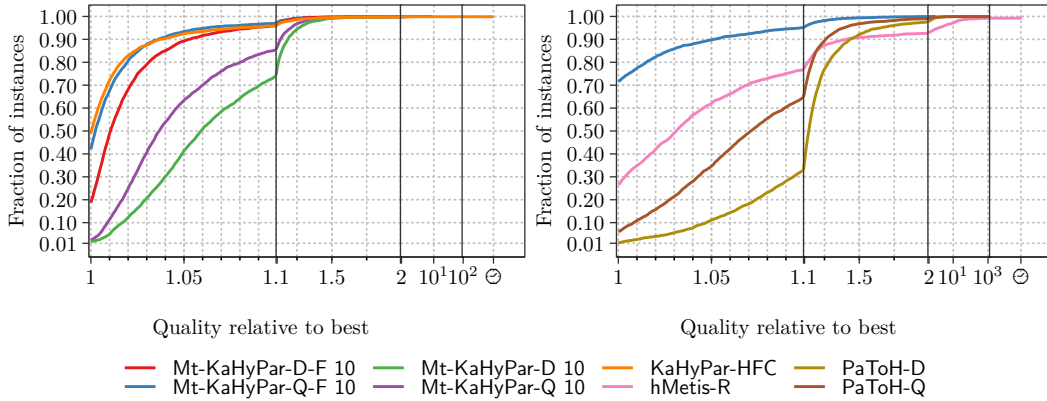 Fraction of instances
1.00
0.90
0.80
0.70
0.60
0.50
0.40
0.30
0.20
0.10
0.01
1 1.05 1.1 1.5 2 10¹ 10²
Quality relative to best
Fraction of instances
1.00
0.90
0.80
0.70
0.60
0.50
0.40
0.30
0.20
0.10
0.01
1 1.05 1.1 1.5 2 10¹ 10³
Quality relative to best
Mt-KaHyPar-D-F 10 Mt-KaHyPar-D 10 KaHyPar-HFC PaToH-D
Mt-KaHyPar-Q-F 10 Mt-KaHyPar-Q 10 hMetis-R PaToH-Q